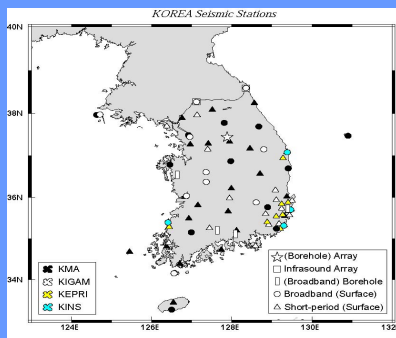 KOREA Seismic Stations
40N
38N
36N
34N
KMA
KIGAM
KEPRI
KINS
(Borehole) Array
Infrasound Array
(Broadband) Borehole
Broadband (Surface)
Short-period (Surface)
124E
126E
128E
130E
132E